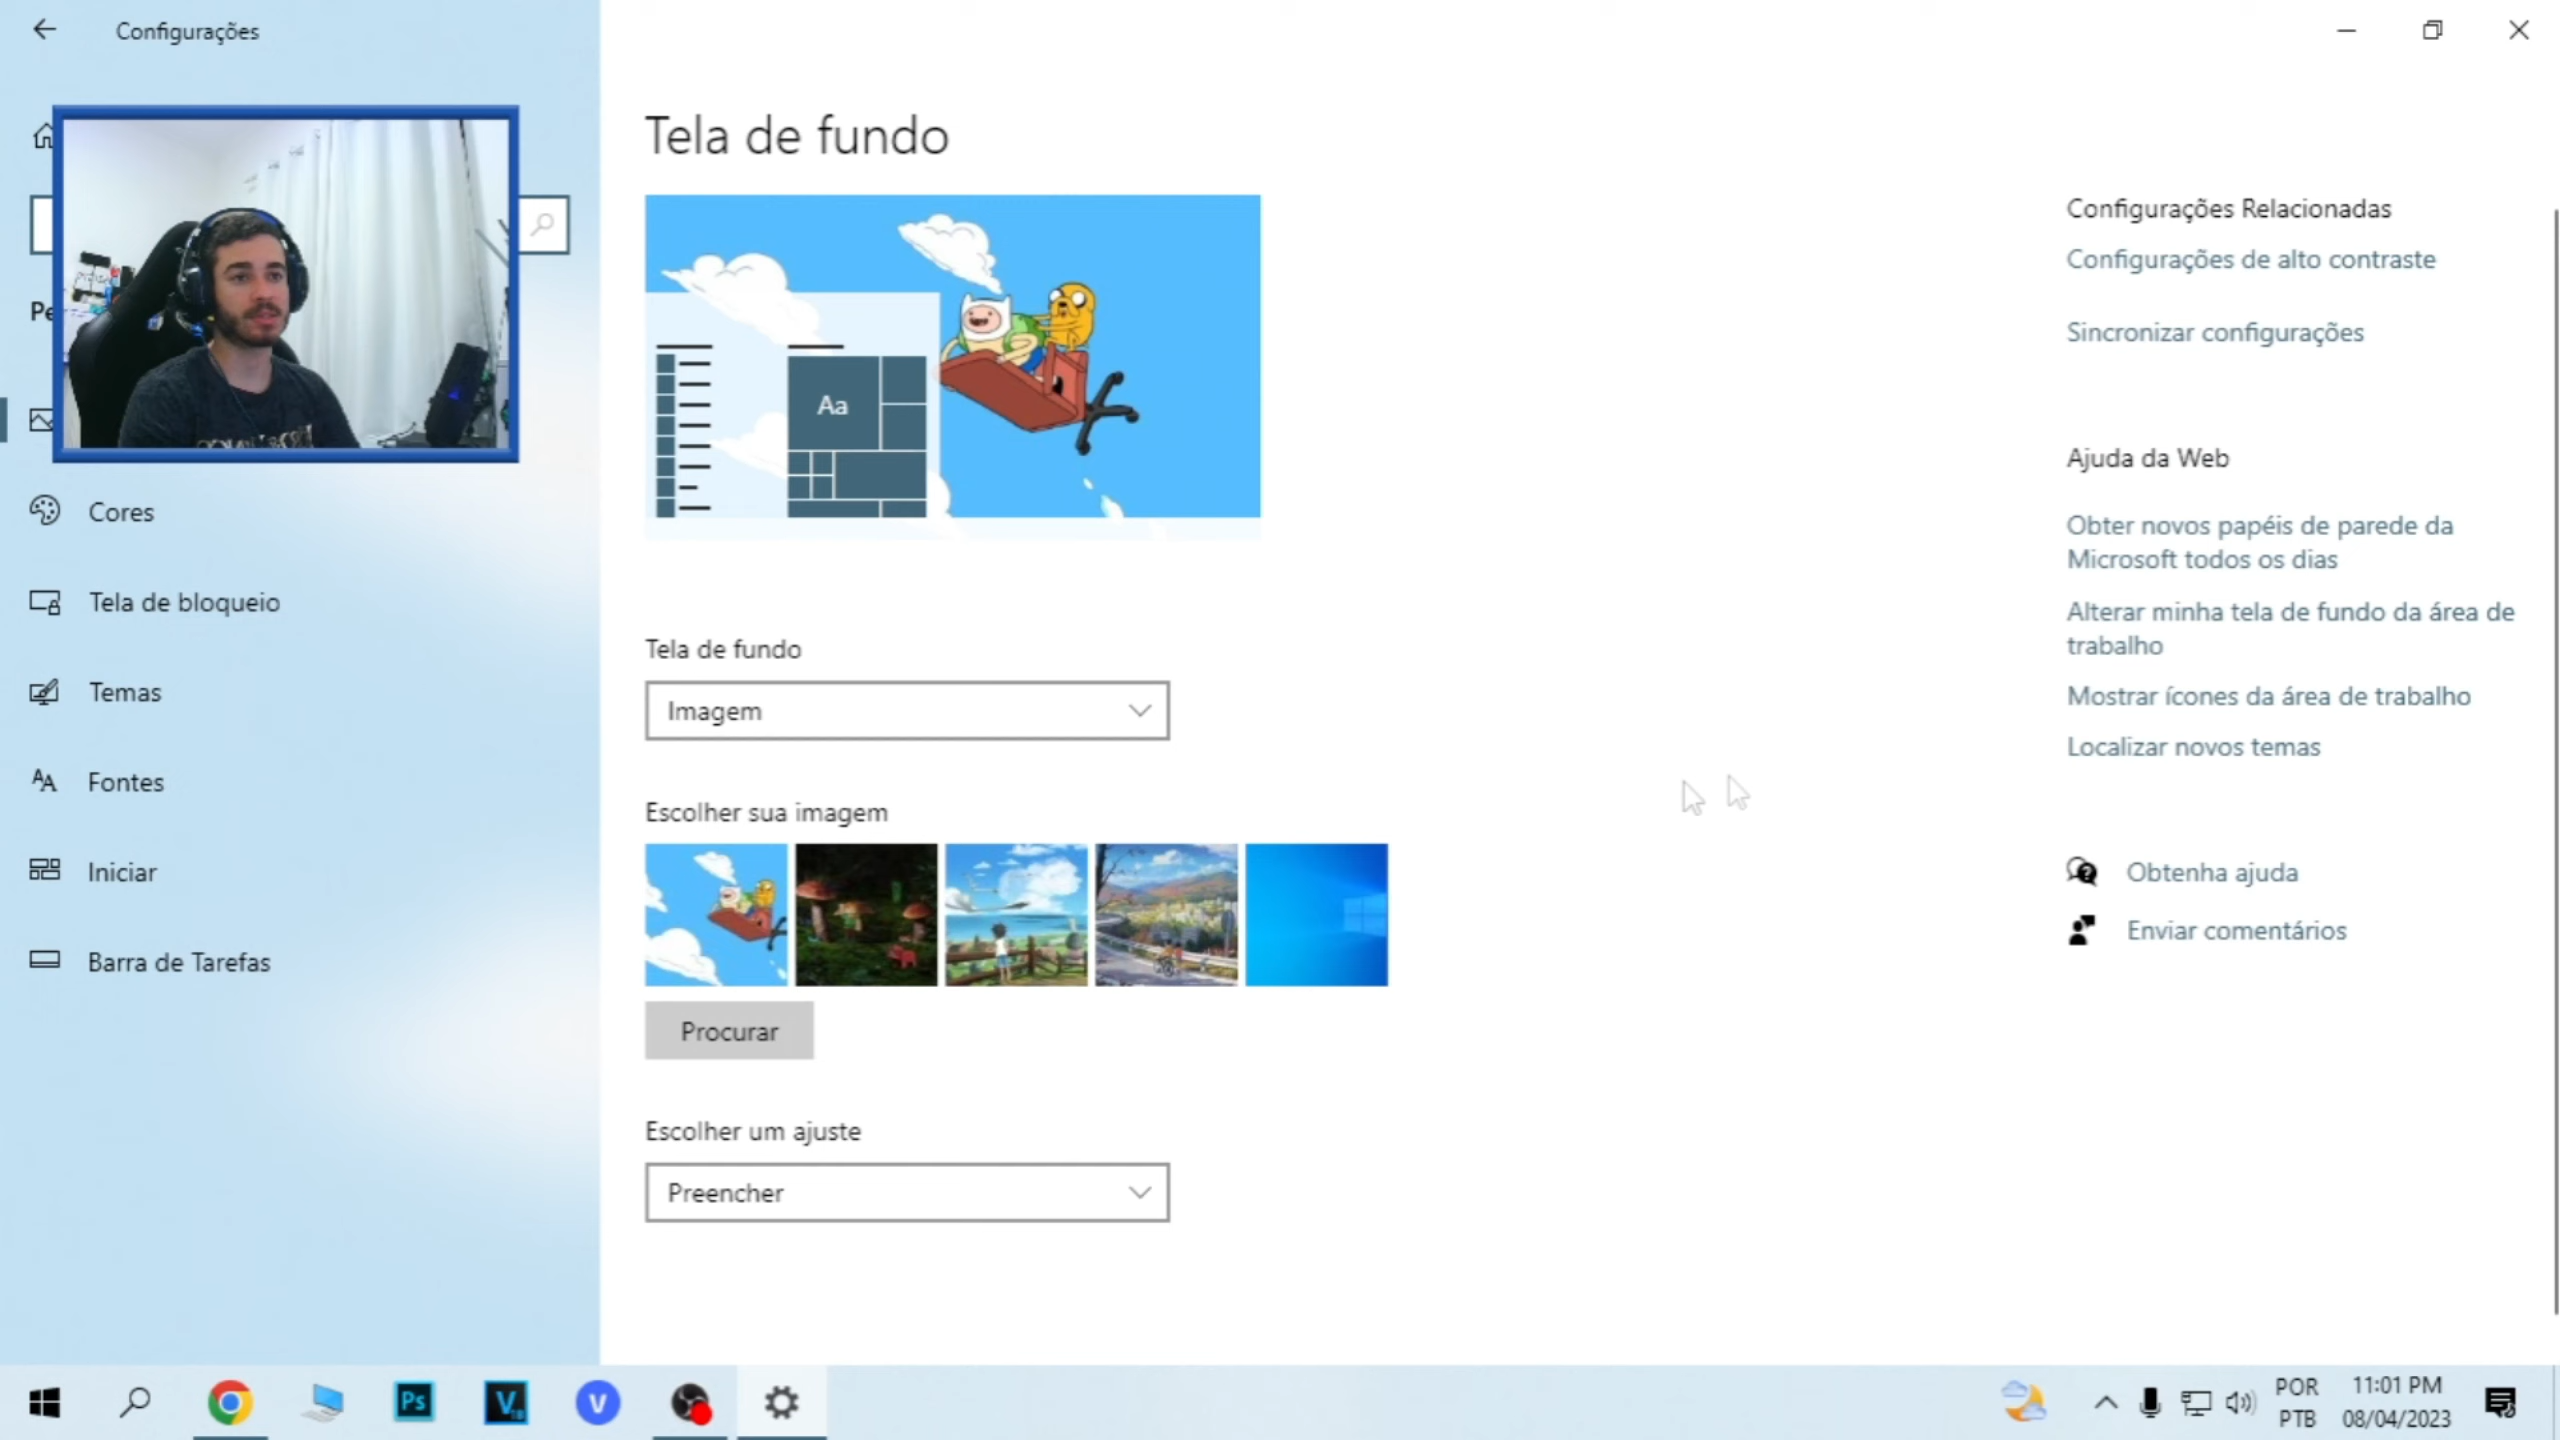 Configurações
Pe
Cores
Tela de bloqueio
Temas
Fontes
Iniciar
Barra de Tarefas
Tela de fundo
Aa
Tela de fundo
Imagem
Escolher sua imagem
Procurar
Escolher um ajuste
Preencher
Configurações Relacionadas
Configurações de alto contraste
Sincronizar configurações
Ajuda da Web
Obter novos papéis de parede da
Microsoft todos os dias
Alterar minha tela de fundo da área de
trabalho
Mostrar ícones da área de trabalho
Localizar novos temas
Obtenha ajuda
Enviar comentários
Ps
V
18
V
POR
PTB
11:01 PM
08/04/2023